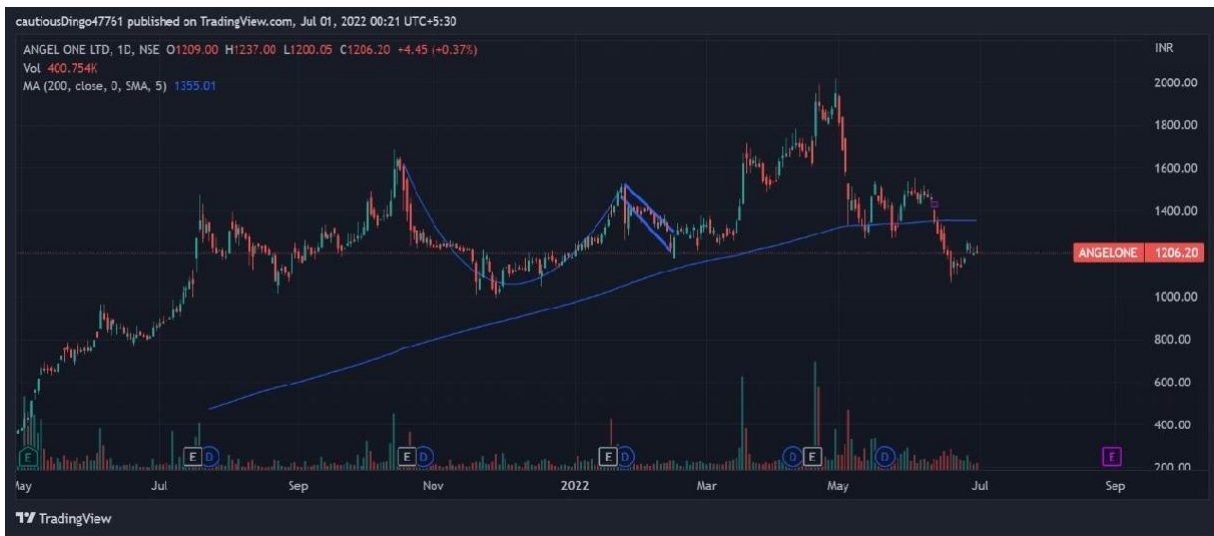 cautiousDingo47761 published on TradingView.com, Jul 01, 2022 00:21 UTC+5:30
ANGEL ONE LTD, 1D, NSE O1209.00 H1237.00 L1200.05 C1206.20 +4.45 (+0.37%)
INR
Vol 400.754K
MA (200, close, 0, SMA, 5) 1355.01
2000.00
1800.00
1600.00
1400.00
ANGELONE 1206.20
1000.00
800.00
600.00
400.00
E E D E D E D D E D E
200.00
May Jul Sep Nov 2022 Mar May Jul Sep
TradingView